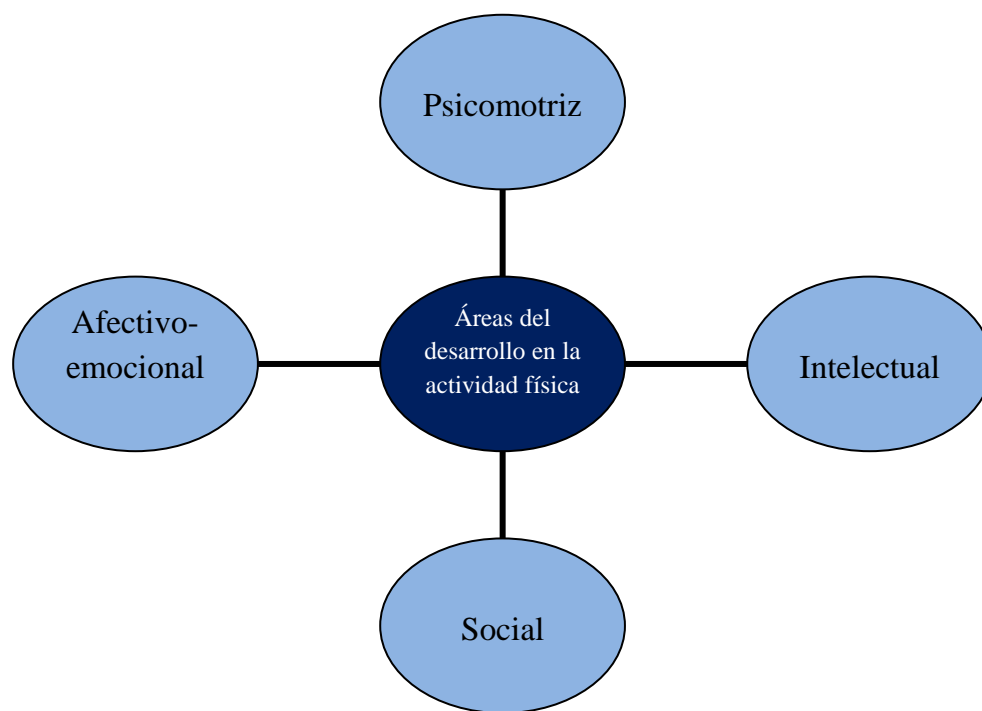 Psicomotriz
Afectivo-
emocional
Áreas del
desarrollo en la
actividad física
Intelectual
Social